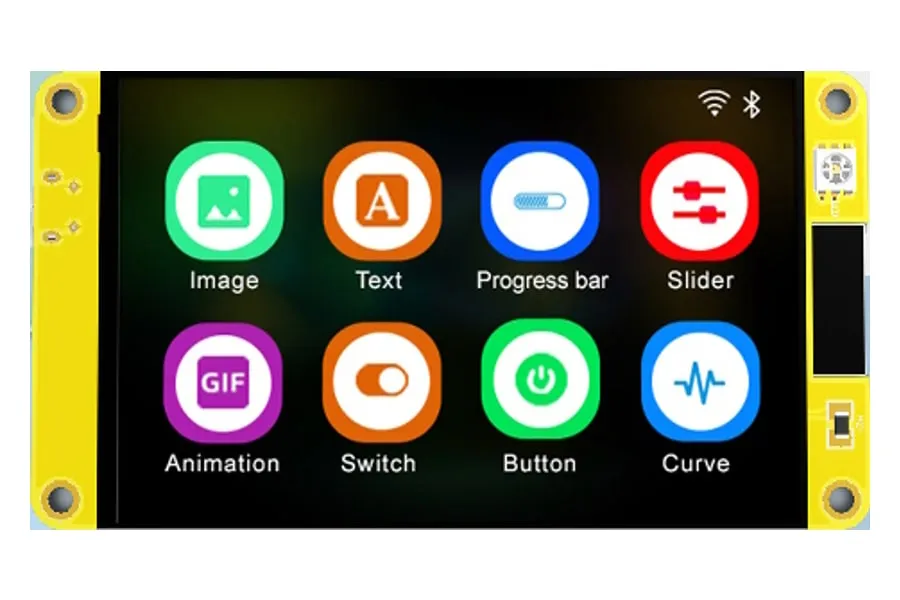 Image
Text
Progress bar
Slider
A
GIF
Animation
Switch
Button
Curve